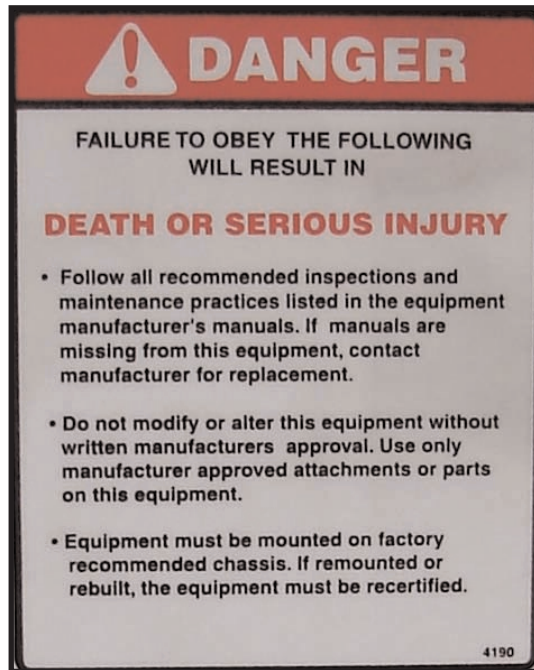 DANGER
FAILURE TO OBEY THE FOLLOWING
WILL RESULT IN
DEATH OR SERIOUS INJURY
• Follow all recommended inspections and
maintenance practices listed in the equipment
manufacturer's manuals. If manuals are
missing from this equipment, contact
manufacturer for replacement.
• Do not modify or alter this equipment without
written manufacturers approval. Use only
manufacturer approved attachments or parts
on this equipment.
• Equipment must be mounted on factory
recommended chassis. If remounted or
rebuilt, the equipment must be recertified.
4190